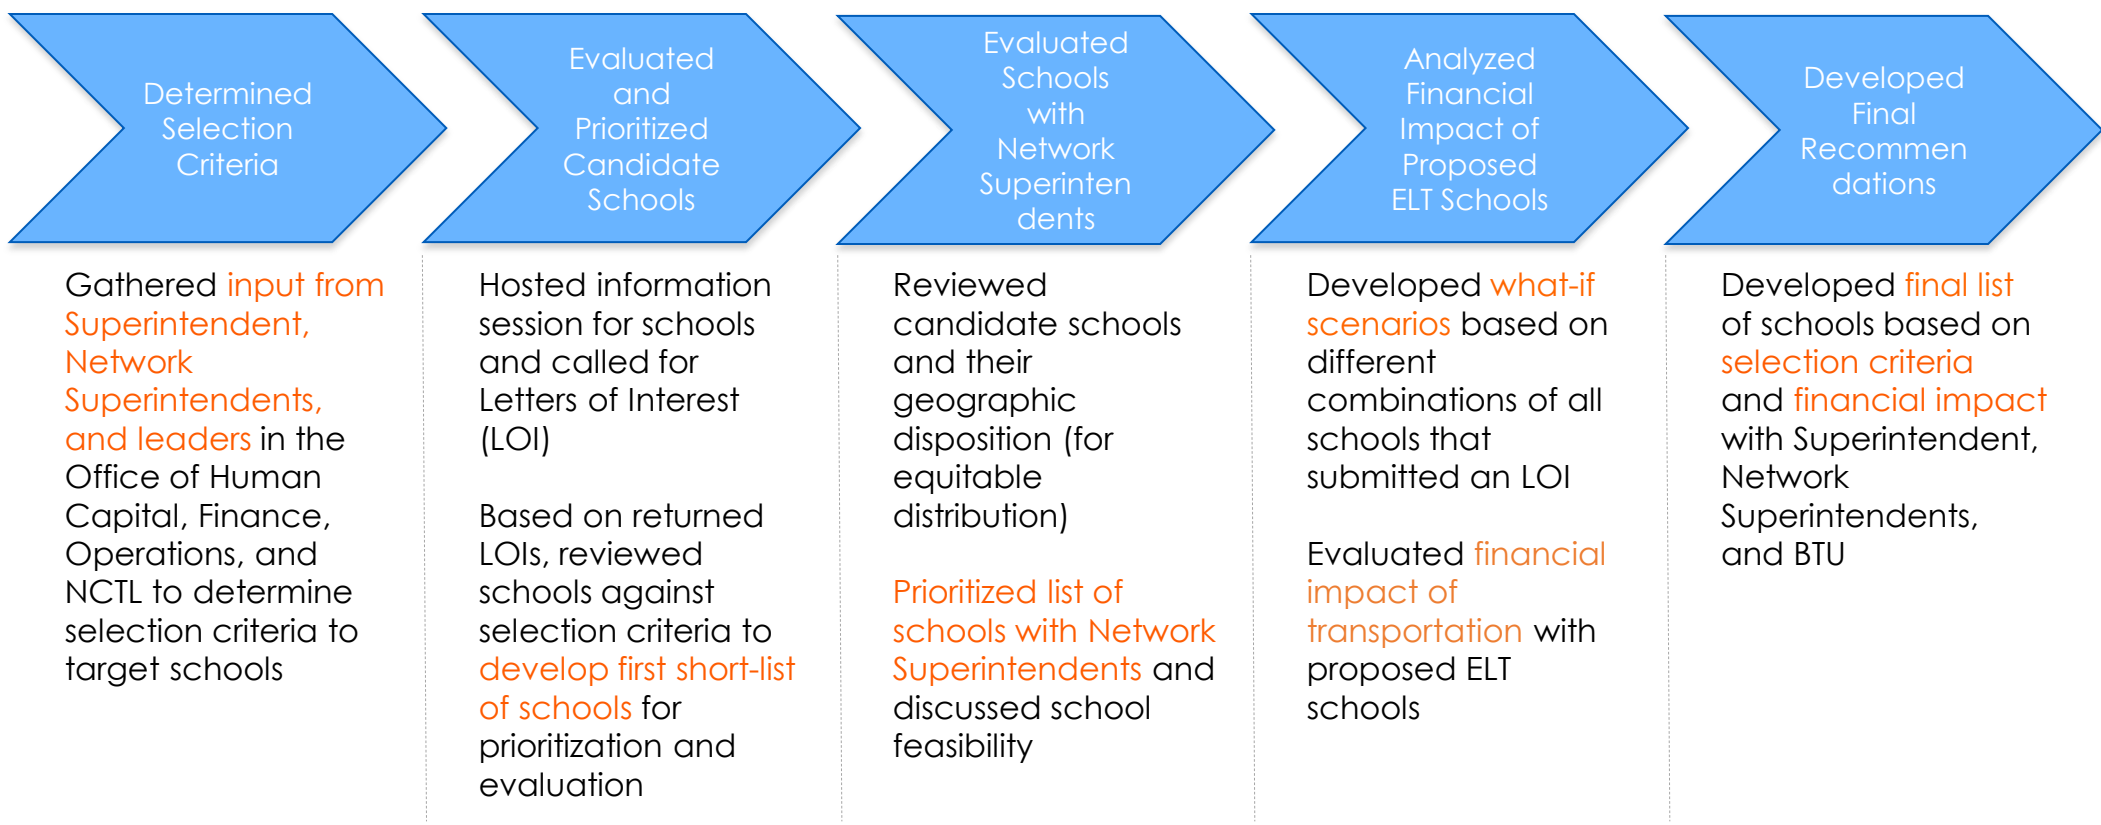 Determined
Selection
Criteria
Evaluated
and
Prioritized
Candidate
Schools
Evaluated
Schools
with
Network
Superinten
dents
Analyzed
Financial
Impact of
Proposed
ELT Schools
Developed
Final
Recommen
dations
Gathered input from
Superintendent,
Network
Superintendents,
and leaders in the
Office of Human
Capital, Finance,
Operations, and
NCTL to determine
selection criteria to
target schools
Hosted information
session for schools
and called for
Letters of Interest
(LOI)
Based on returned
LOIs, reviewed
schools against
selection criteria to
develop first short-list
of schools for
prioritization and
evaluation
Reviewed
candidate schools
and their
geographic
disposition (for
equitable
distribution)
Prioritized list of
schools with Network
Superintendents and
discussed school
feasibility
Developed what-if
scenarios based on
different
combinations of all
schools that
submitted an LOI
Evaluated financial
impact of
transportation with
proposed ELT
schools
Developed final list
of schools based on
selection criteria
and financial impact
with Superintendent,
Network
Superintendents,
and BTU